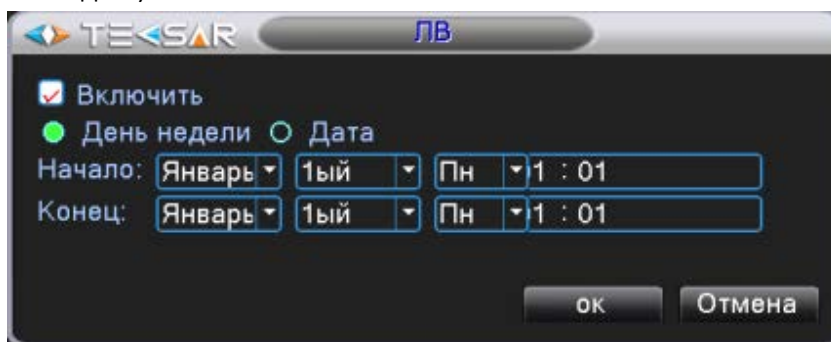 TECSAR ЛВ
Включить
День недели Дата
Начало: Январь 1ый Пн 1 : 01
Конец: Январь 1ый Пн 1 : 01
ок Отмена